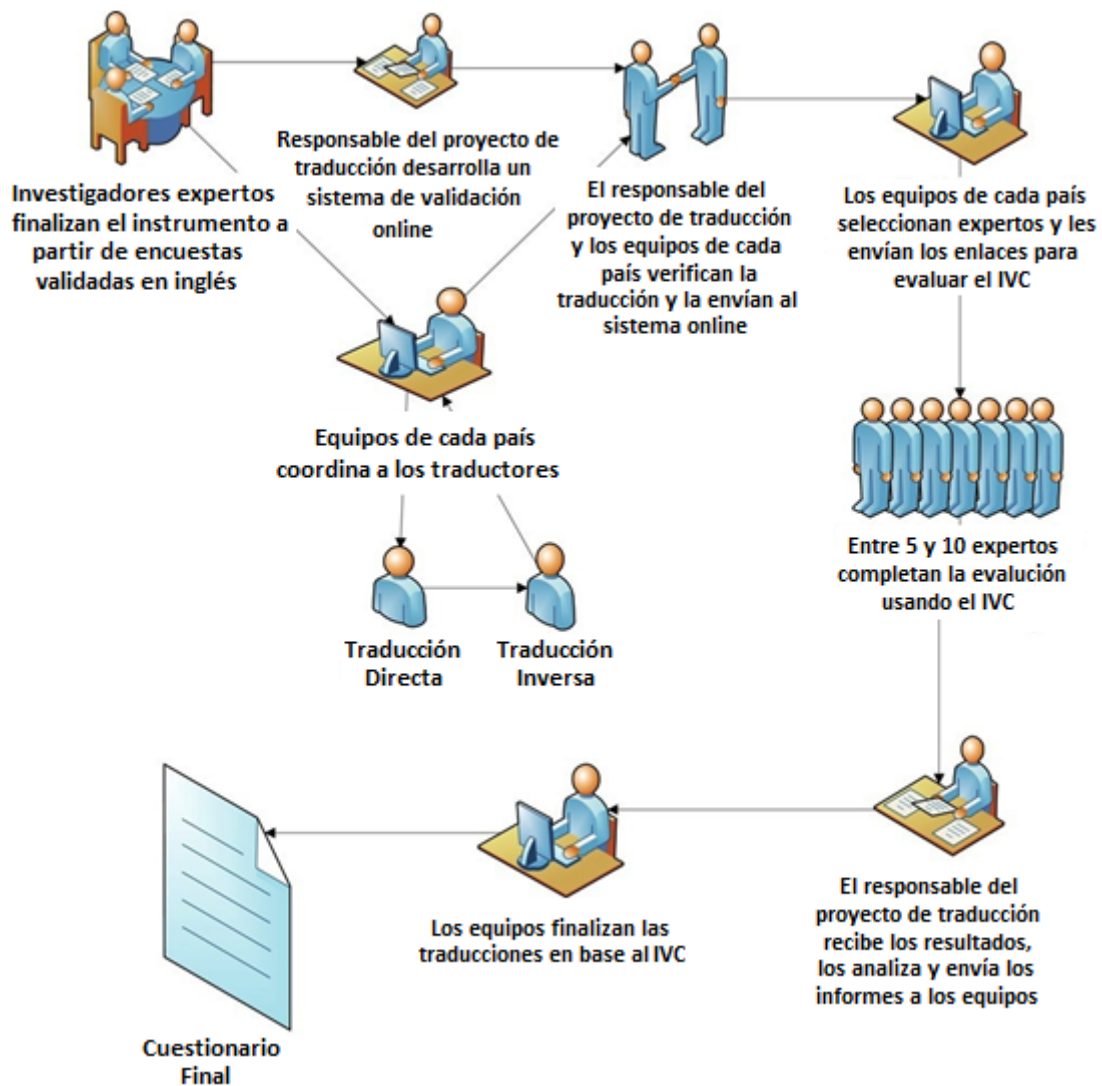 Investigadores expertos
finalizan el instrumento a
partir de encuestas
validadas en inglés
Responsable del proyecto de
traducción desarrolla un
sistema de validación
online
El responsable del
proyecto de traducción
y los equipos de cada
país verifican la
traducción y la envían al
sistema online
Los equipos de cada país
seleccionan expertos y les
envían los enlaces para
evaluar el IVC
Equipos de cada país
coordina a los traductores
Traducción
Directa
Traducción
Inversa
Entre 5 y 10 expertos
completan la evalución
usando el IVC
El responsable del
proyecto de traducción
recibe los resultados,
los analiza y envía los
informes a los equipos
Los equipos finalizan las
traducciones en base al IVC
Cuestionario
Final